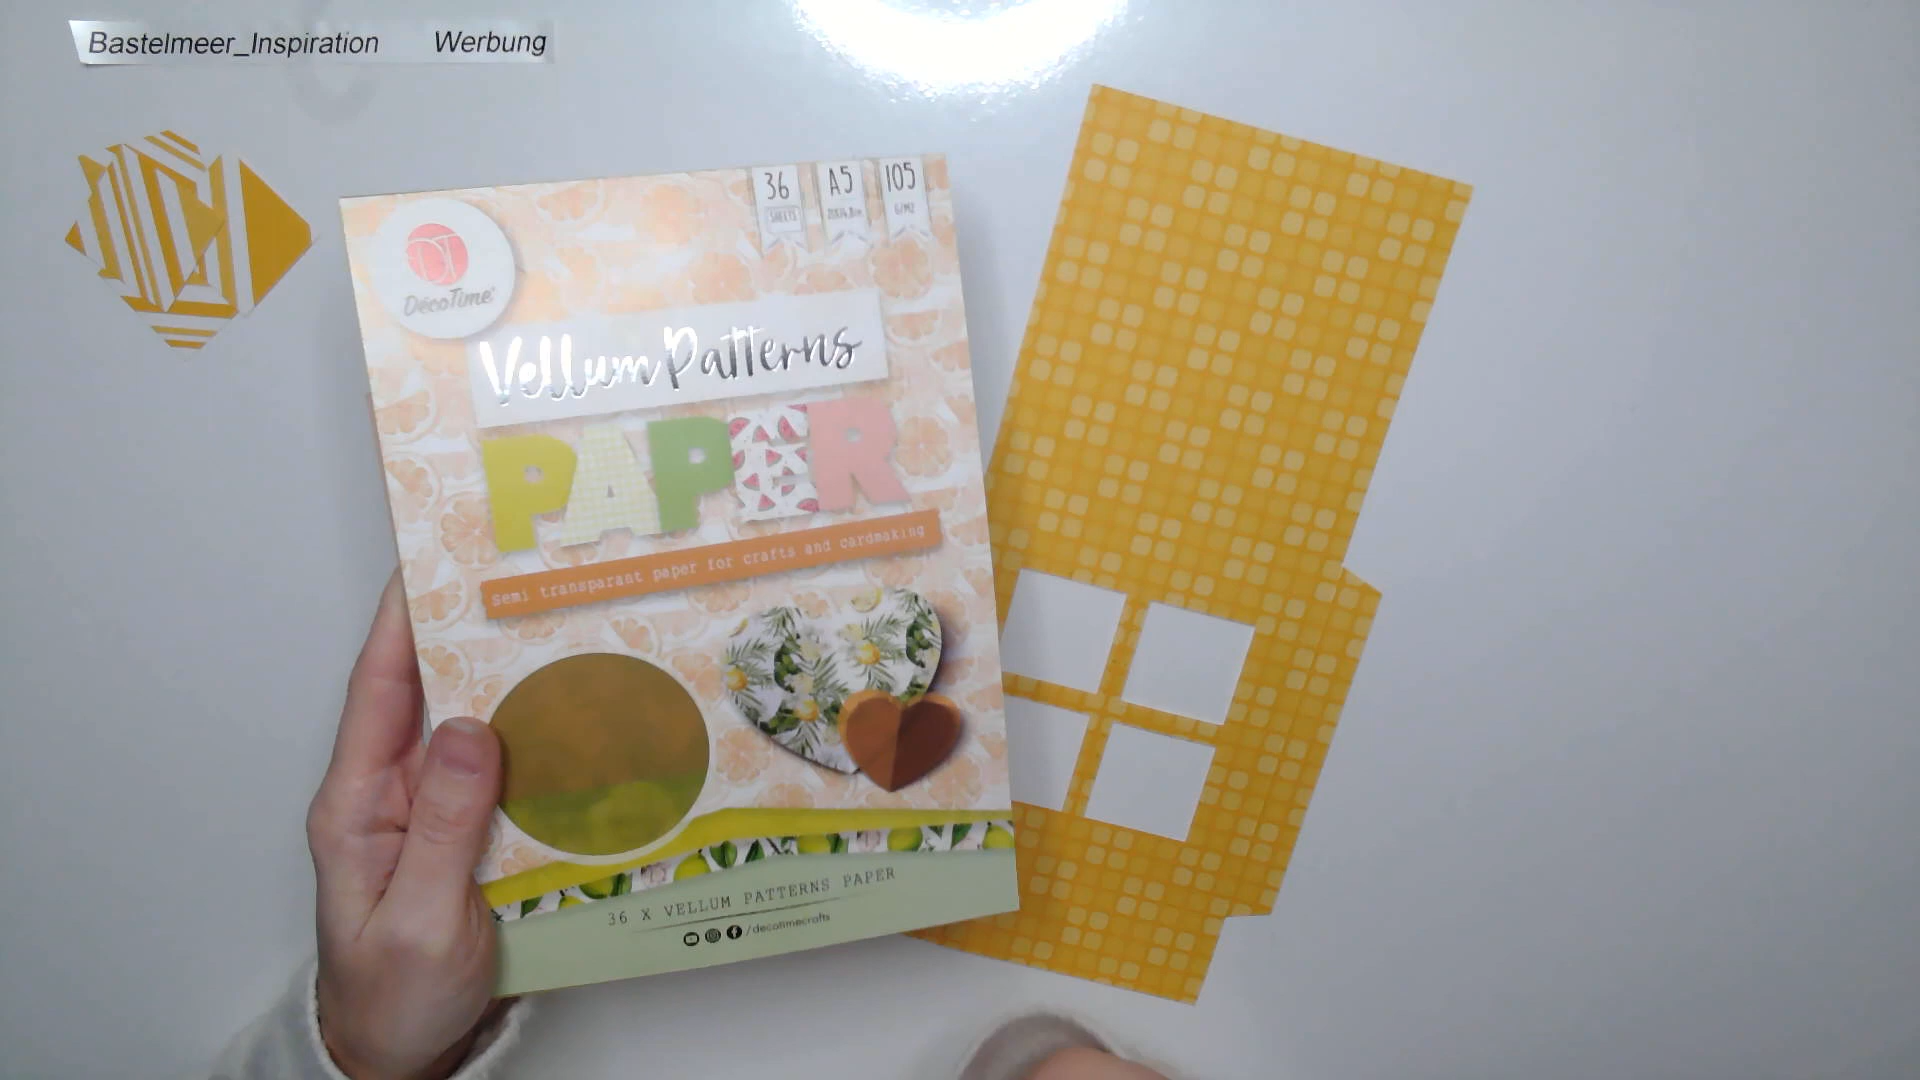 Bastelmeer_Inspiration Werbung
36
SHEETS
A5
105
G/M2
DT
DécoTime
Vellum Patterns
PAPER
semi transparant paper for crafts and cardmaking
36 X VELLUM PATTERNS PAPER
/decotimecrafts